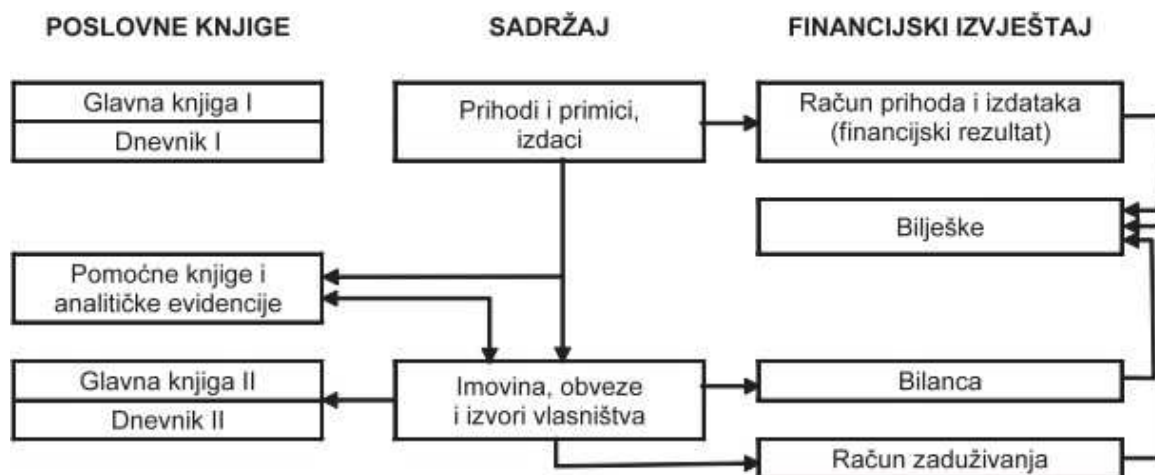 POSLOVNE KNJIGE
SADRŽAJ
FINANCIJSKI IZVJEŠTAJ
Glavna knjiga I
Dnevnik I
Prihodi i primici,
izdaci
Račun prihoda i izdataka
(financijski rezultat)
Bilješke
Pomoćne knjige i
analitičke evidencije
Glavna knjiga II
Dnevnik II
Imovina, obveze
i izvori vlasništva
Bilanca
Račun zaduživanja